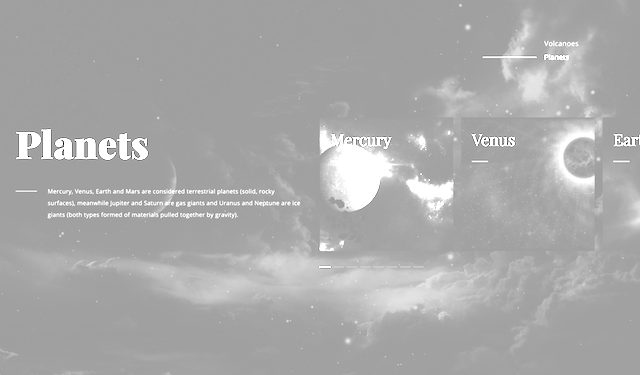 Volcanoes
Planets
Planets
Mercury, Venus, Earth and Mars are considered terrestrial planets (solid, rocky
surfaces), meanwhile Jupiter and Saturn are gas giants and Uranus and Neptune are ice
giants (both types formed of materials pulled together by gravity).
Mercury
Venus
Eart